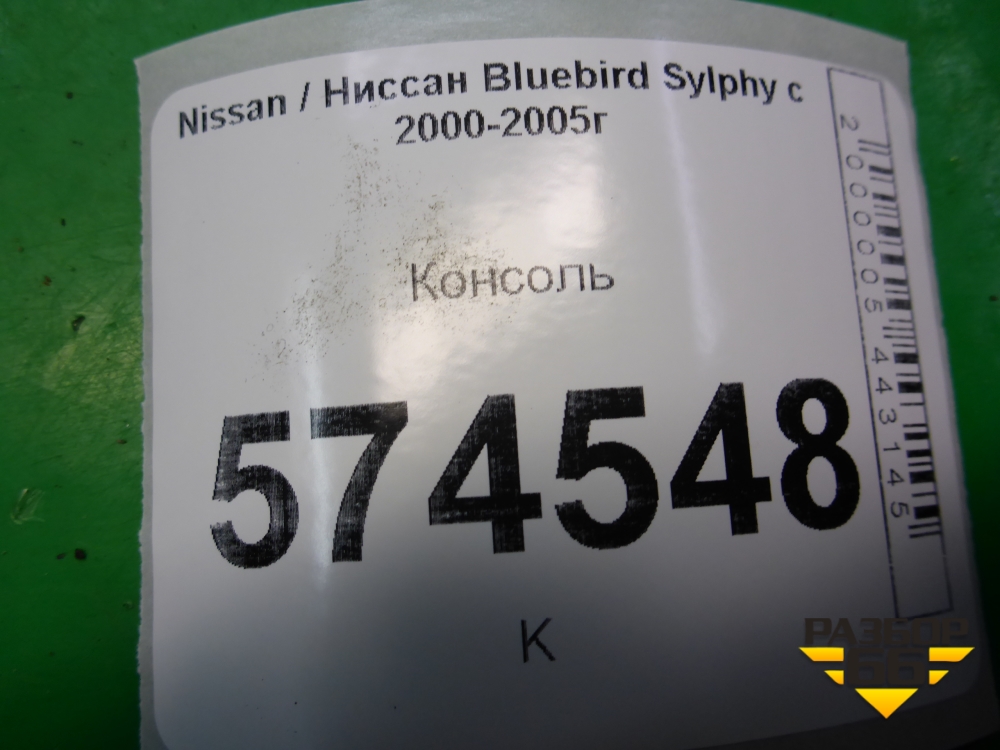 Nissan / Ниссан Bluebird Sylphy с
2000-2005г
Консоль
574548
К
2000005443145
РАЗБОР
66